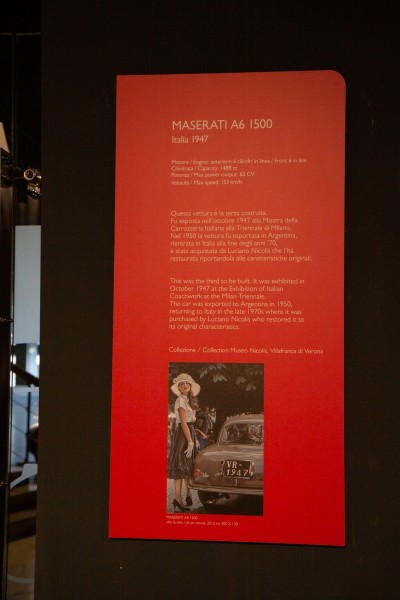 MASERATI A6 1500
Italia 1947
Motore / Engine: anteriore 6 cilindri in linea / Front 6 in line
Cilindrata / Capacity: 1488 cc
Potenza / Max power output: 65 CV
Velocità / Max speed: 153 km/h
Questa vettura è la terza costruita.
Fu esposta nell'ottobre 1947 alla Mostra della
Carrozzeria Italiana alla Triennale di Milano.
Nel 1950 la vettura fu esportata in Argentina,
rientrata in Italia alla fine degli anni '70,
è stata acquistata da Luciano Nicolis che l'ha
restaurata riportandola alle caratteristiche originali.
This was the third to be built. It was exhibited in
October 1947 at the Exhibition of Italian
Coachwork at the Milan Triennale.
The car was exported to Argentina in 1950,
returning to Italy in the late 1970s where it was
purchased by Luciano Nicolis who restored it to
its original characteristics.
Collezione / Collection Museo Nicolis, Villafranca di Verona
VR
1947
MASERATI A6 1500